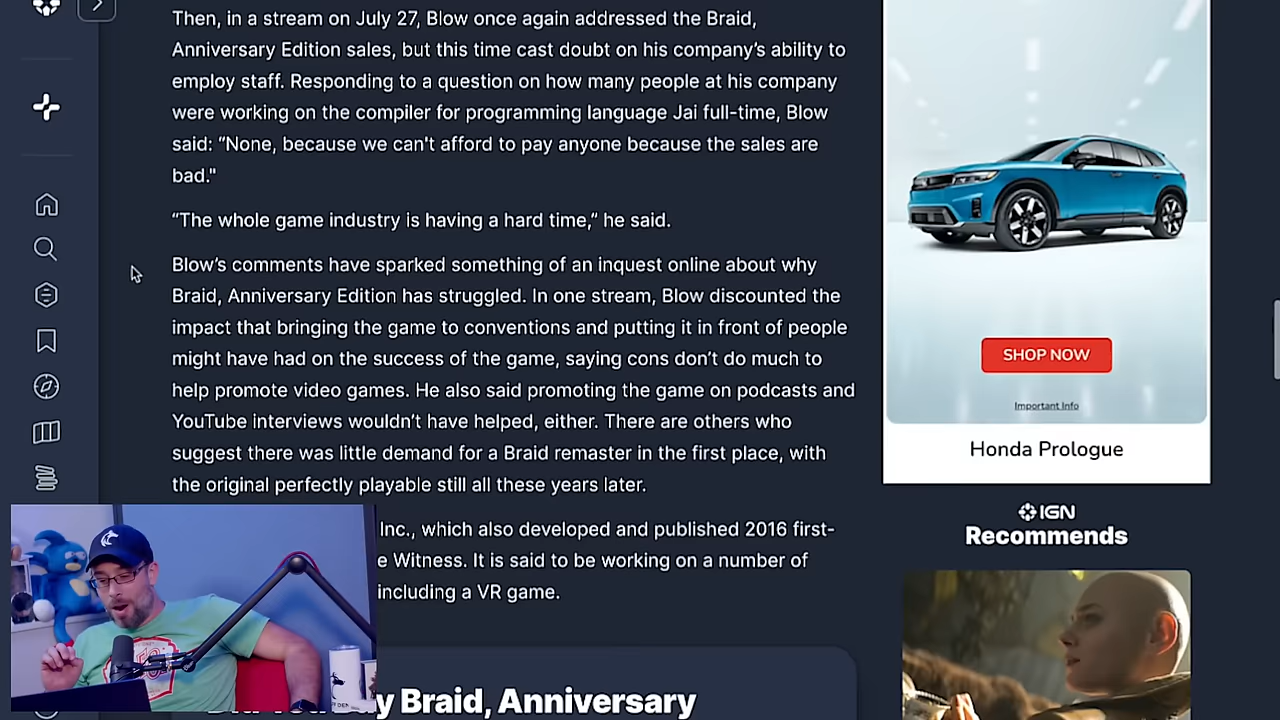 Then, in a stream on July 27, Blow once again addressed the Braid,
Anniversary Edition sales, but this time cast doubt on his company’s ability to
employ staff. Responding to a question on how many people at his company
were working on the compiler for programming language Jai full-time, Blow
said: “None, because we can't afford to pay anyone because the sales are
bad."
“The whole game industry is having a hard time,“ he said.
Blow’s comments have sparked something of an inquest online about why
Braid, Anniversary Edition has struggled. In one stream, Blow discounted the
impact that bringing the game to conventions and putting it in front of people
might have had on the success of the game, saying cons don’t do much to
help promote video games. He also said promoting the game on podcasts and
YouTube interviews wouldn’t have helped, either. There are others who
suggest there was little demand for a Braid remaster in the first place, with
the original perfectly playable still all these years later.
Inc., which also developed and published 2016 first-
e Witness. It is said to be working on a number of
including a VR game.
y Braid, Anniversary
SHOP NOW
Important Info
Honda Prologue
IGN
Recommends